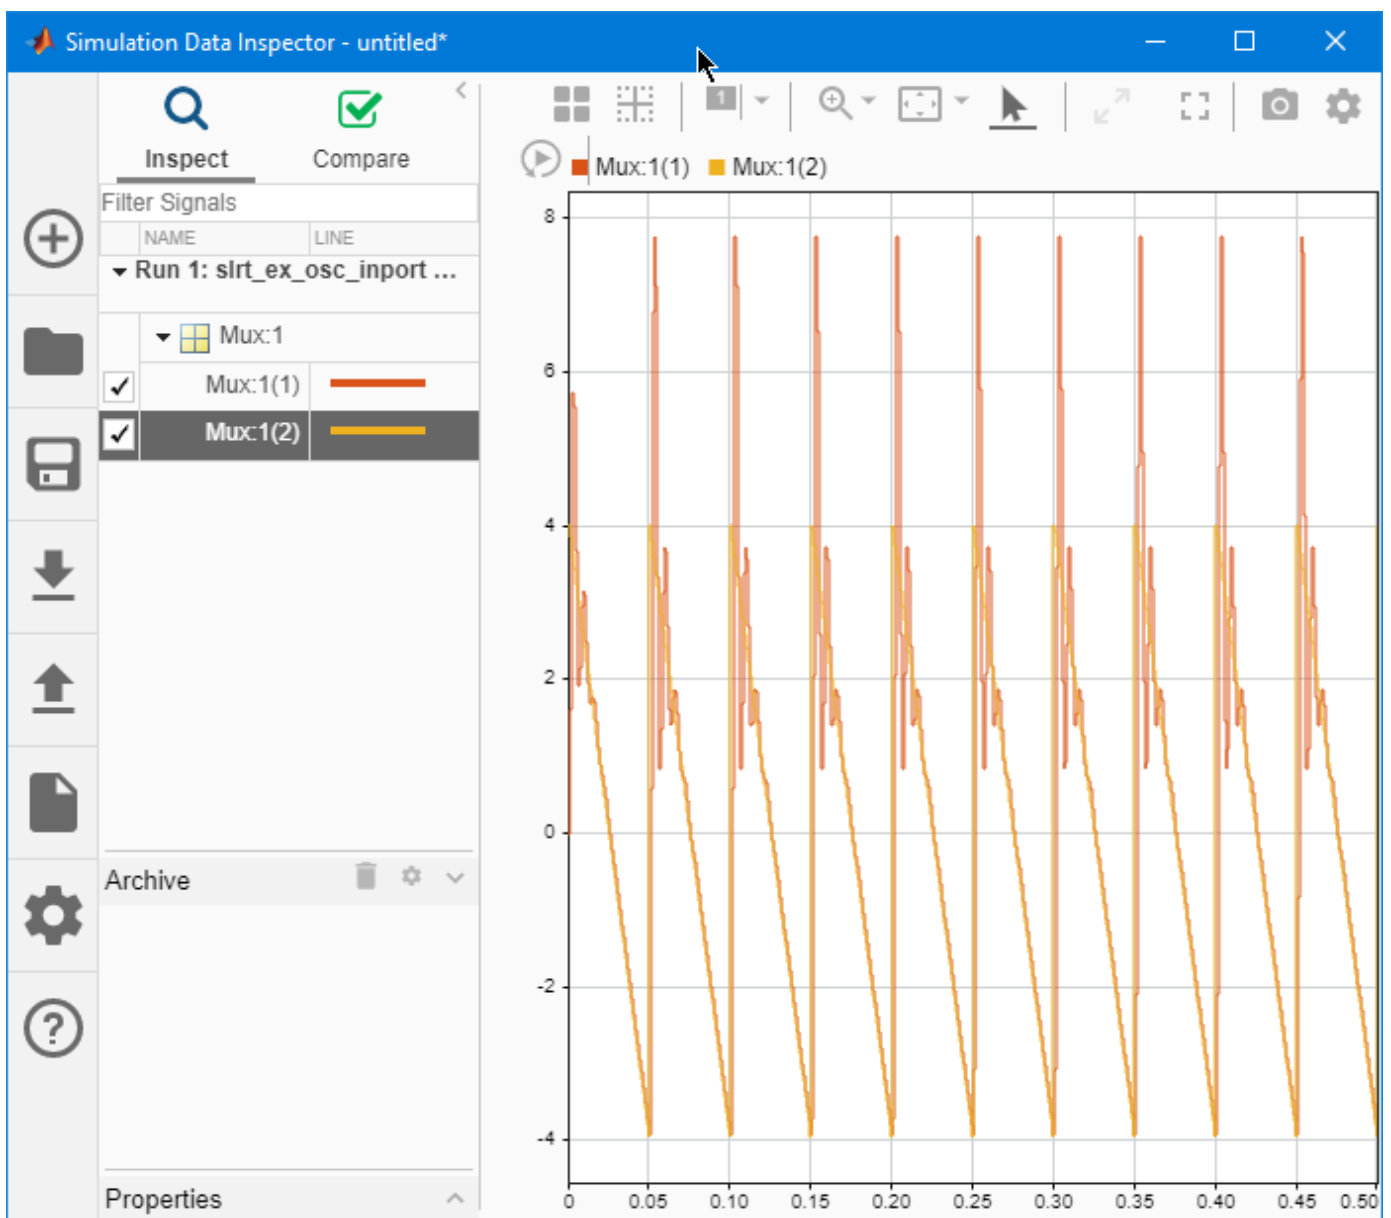 Simulation Data Inspector - untitled*
Inspect
Compare
Filter Signals
NAME
LINE
Run 1: slrt_ex_osc_inport ...
Mux:1
Mux:1(1)
Mux:1(2)
Archive
Properties
1
Mux:1(1) Mux:1(2)
8
6
4
2
0
-2
-4
0 0.05 0.10 0.15 0.20 0.25 0.30 0.35 0.40 0.45 0.50